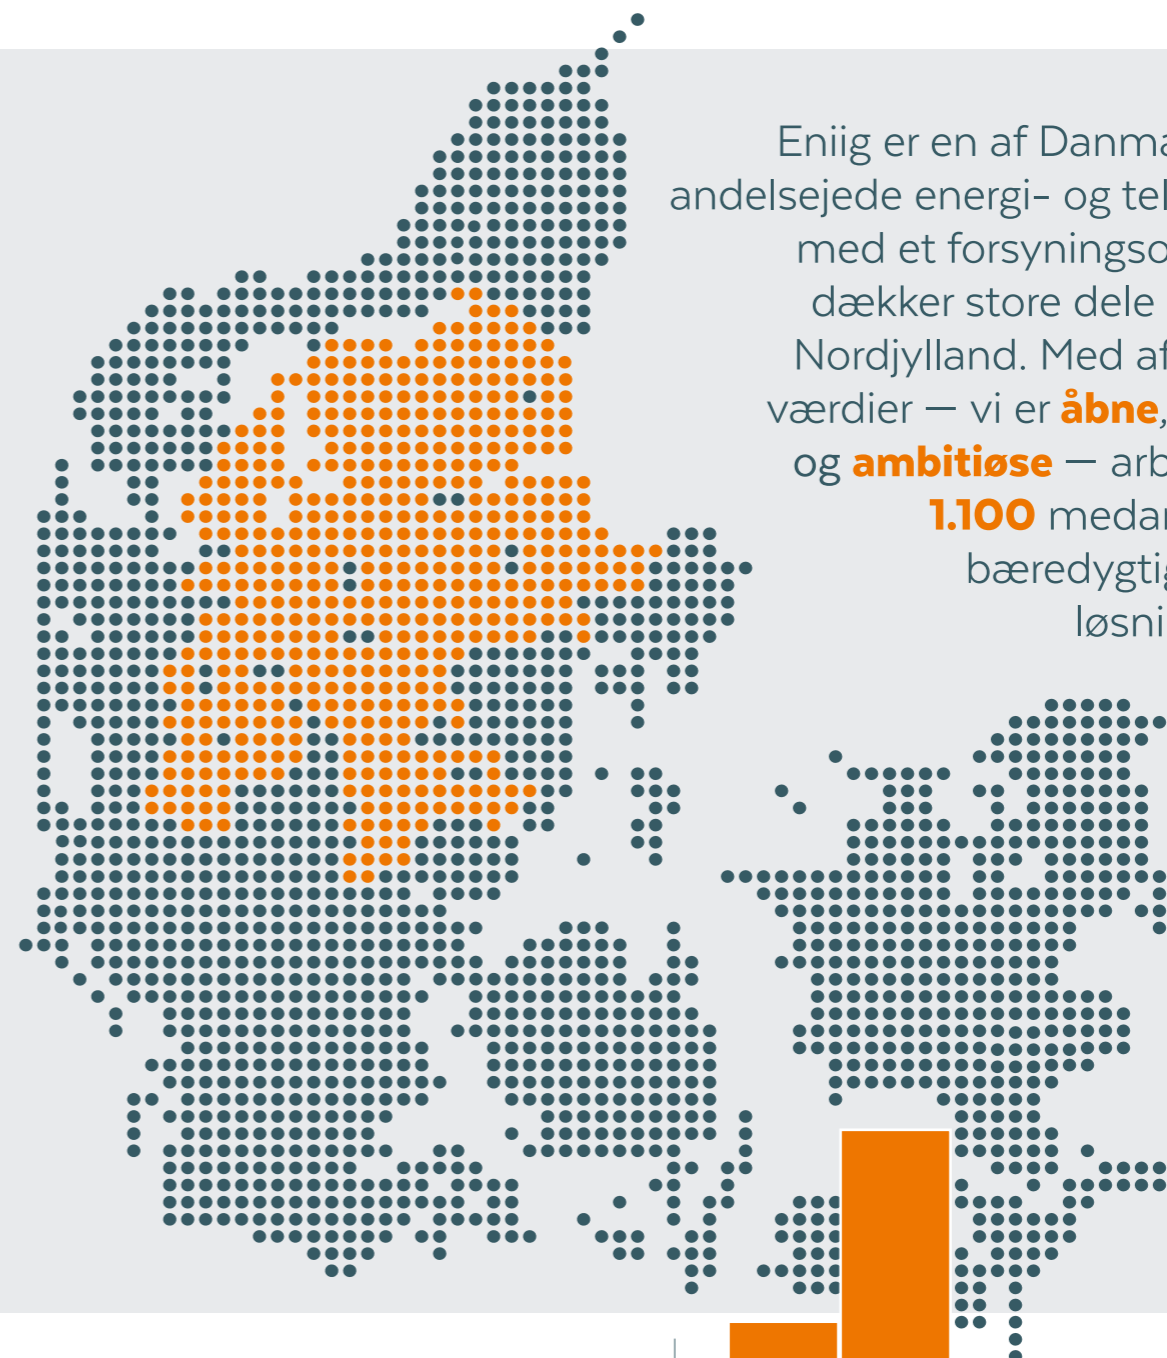 Eniig er en af Danma
andelsejede energi- og tel
med et forsyningso
dækker store dele
Nordjylland. Med af
værdier — vi er åbne,
og ambitiøse — arb
1.100 medar
bæredygtig
løsni